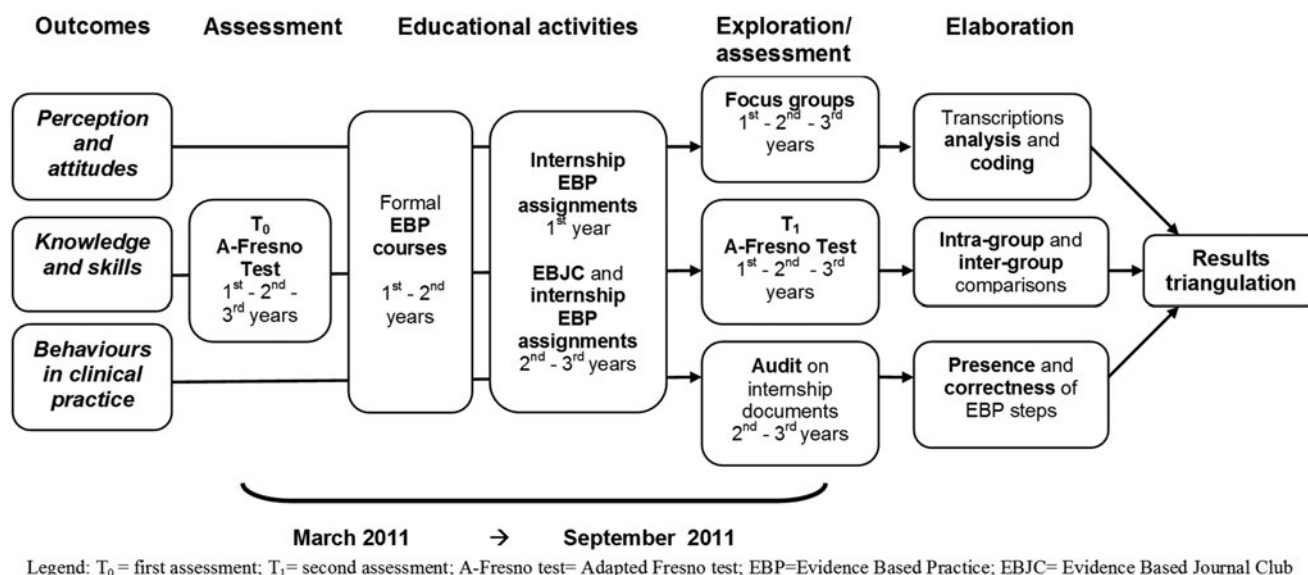 Outcomes
Assessment
Educational activities
Exploration/
assessment
Elaboration
Perception
and
attitudes
Knowledge
and skills
Behaviours
in clinical
practice
T₀
A-Fresno
Test
1st - 2nd -
3rd years
Formal
EBP
courses
1st - 2nd
years
Internship
EBP
assignments
1st year
EBJC and
internship
EBP
assignments
2nd - 3rd years
Focus groups
1st - 2nd - 3rd
years
T₁
A-Fresno Test
1st - 2nd - 3rd
years
Audit on
internship
documents
2nd - 3rd years
Transcriptions
analysis and
coding
Intra-group and
inter-group
comparisons
Presence and
correctness of
EBP steps
Results
triangulation
March 2011 → September 2011
Legend: T₀ = first assessment; T₁= second assessment; A-Fresno test= Adapted Fresno test; EBP=Evidence Based Practice; EBJC= Evidence Based Journal Club